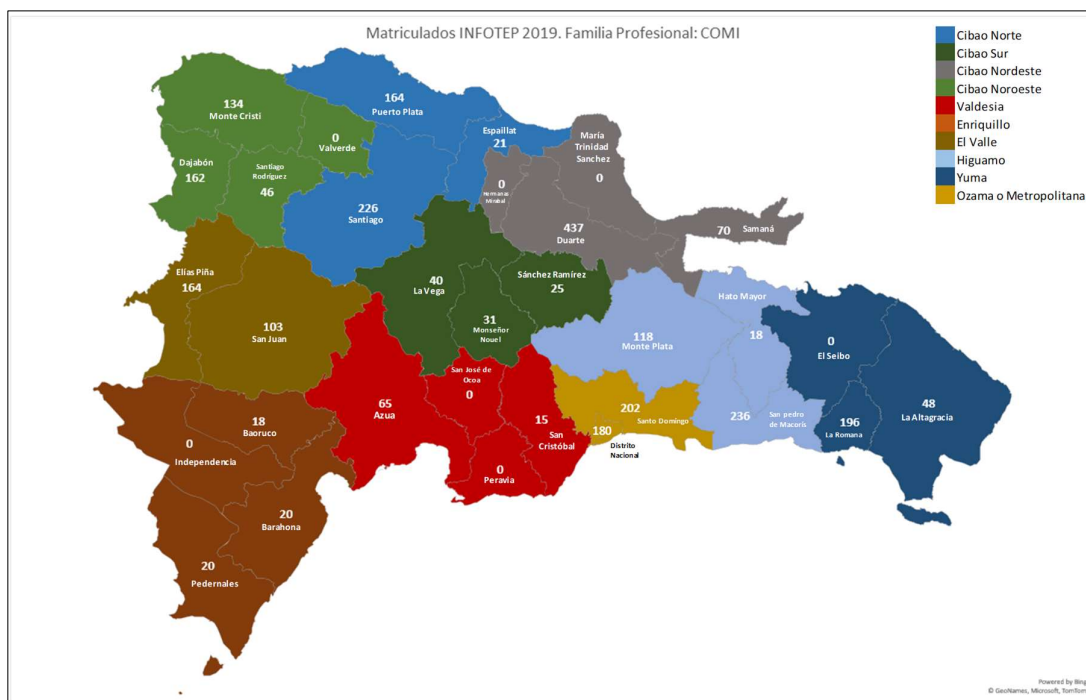 Matriculados INFOTEP 2019. Familia Profesional: COMI
Cibao Norte
Cibao Sur
Cibao Nordeste
Cibao Noroeste
Valdesia
Enriquillo
El Valle
Higuamo
Yuma
Ozama o Metropolitana
134
Monte Cristi
0
Valverde
Dajabón
162
Santiago
Rodríguez
46
164
Puerto Plata
Espaillat
21
226
Santiago
María
Trinidad
Sanchez
0
0
Hermanas Mirabal
437
Duarte
70 Samaná
Elías Piña
164
103
San Juan
40
La Vega
Sánchez Ramírez
25
31
Monseñor
Nouel
118
Monte Plata
Hato Mayor
18
236
San pedro
de Macorís
0
El Seibo
196
La Romana
48
La Altagracia
65
Azua
San José de
Ocoa
0
15
San
Cristóbal
0
Peravia
202
Santo Domingo
180
Distrito
Nacional
18
Baoruco
0
Independencia
20
Barahona
20
Pedernales
Powered by Bing
© GeoNames, Microsoft, TomTom